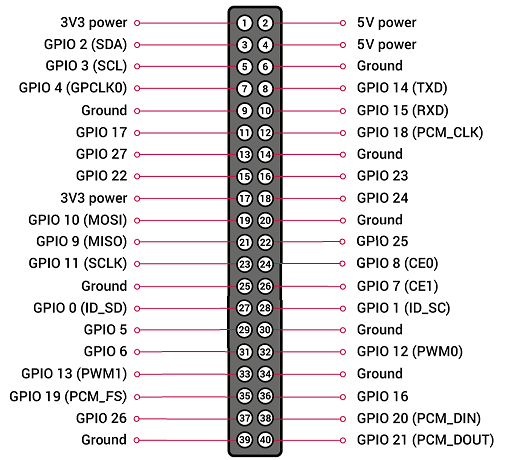 3V3 power 1 2 5V power
GPIO 2 (SDA) 3 4 5V power
GPIO 3 (SCL) 5 6 Ground
GPIO 4 (GPCLK0) 7 8 GPIO 14 (TXD)
Ground 9 10 GPIO 15 (RXD)
GPIO 17 11 12 GPIO 18 (PCM_CLK)
GPIO 27 13 14 Ground
GPIO 22 15 16 GPIO 23
3V3 power 17 18 GPIO 24
GPIO 10 (MOSI) 19 20 Ground
GPIO 9 (MISO) 21 22 GPIO 25
GPIO 11 (SCLK) 23 24 GPIO 8 (CE0)
Ground 25 26 GPIO 7 (CE1)
GPIO 0 (ID_SD) 27 28 GPIO 1 (ID_SC)
GPIO 5 29 30 Ground
GPIO 6 31 32 GPIO 12 (PWM0)
GPIO 13 (PWM1) 33 34 Ground
GPIO 19 (PCM_FS) 35 36 GPIO 16
GPIO 26 37 38 GPIO 20 (PCM_DIN)
Ground 39 40 GPIO 21 (PCM_DOUT)